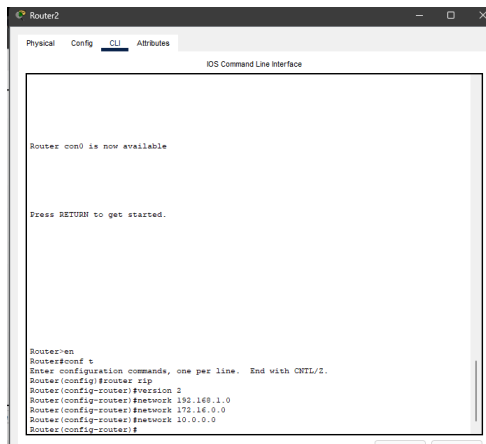 Router2
Physical Config CLI Attributes
IOS Command Line Interface
Router con0 is now available
Press RETURN to get started.
Router>en
Router#conf t
Enter configuration commands, one per line.  End with CNTL/Z.
Router(config)#router rip
Router(config-router)#version 2
Router(config-router)#network 192.168.1.0
Router(config-router)#network 172.16.0.0
Router(config-router)#network 10.0.0.0
Router(config-router)#